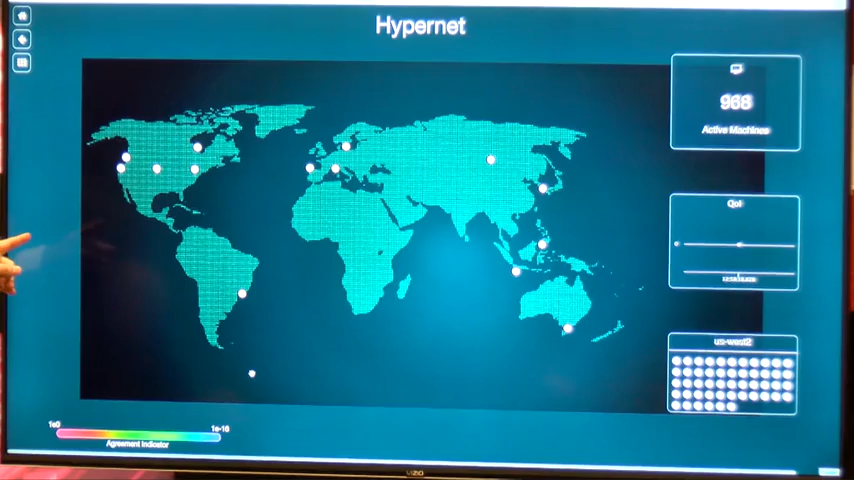 Hypernet
968
Active Machines
QoI
us-west2
1e0
1e-16
Agreement Indicator
VIZIO